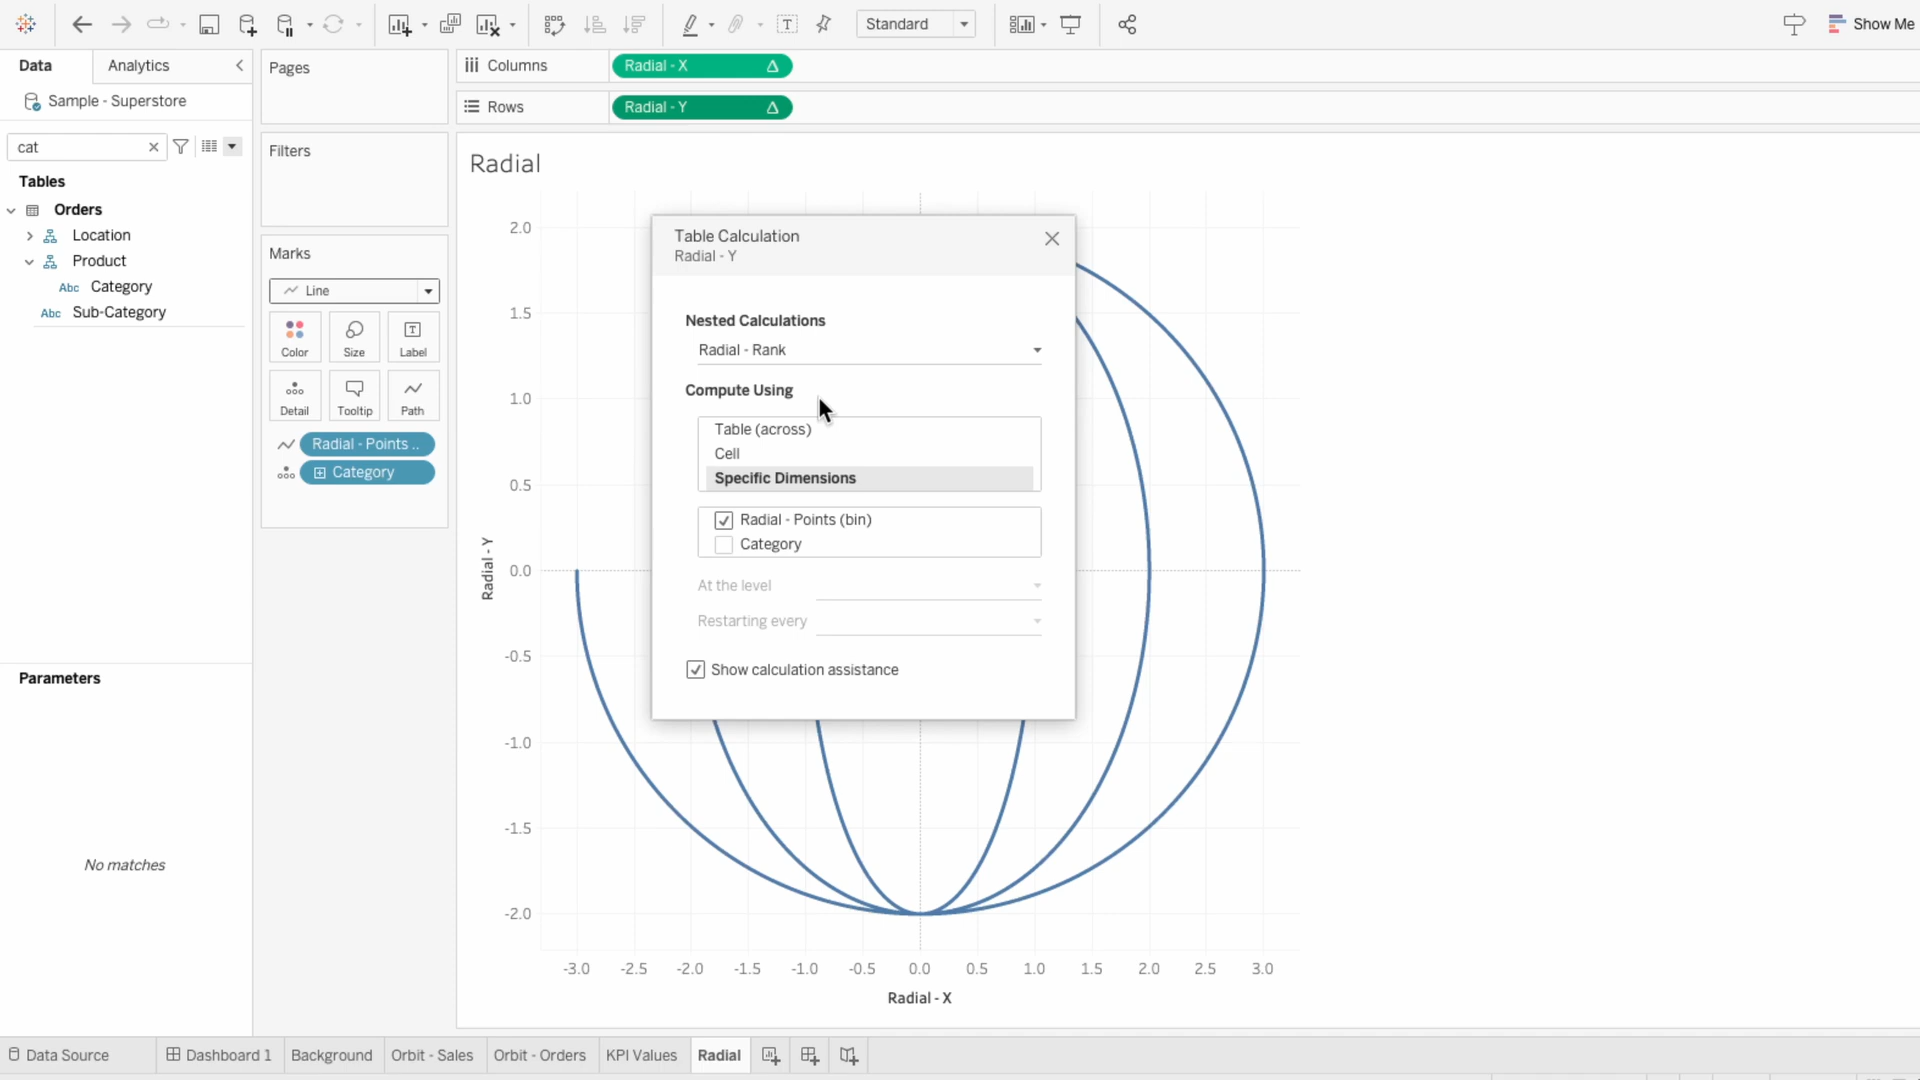 Standard
Show Me
Data
Analytics
Sample - Superstore
cat
Tables
Orders
Location
Product
Abc Category
Abc Sub-Category
Parameters
No matches
Pages
Filters
Marks
Line
Color
Size
Label
Detail
Tooltip
Path
Radial - Points ..
Category
Columns
Radial - X
Rows
Radial - Y
Radial
2.0
1.5
1.0
0.5
0.0
-0.5
-1.0
-1.5
-2.0
Radial - Y
-3.0
-2.5
-2.0
-1.5
-1.0
-0.5
0.0
0.5
1.0
1.5
2.0
2.5
3.0
Radial - X
Table Calculation
Radial - Y
Nested Calculations
Radial - Rank
Compute Using
Table (across)
Cell
Specific Dimensions
Radial - Points (bin)
Category
At the level
Restarting every
Show calculation assistance
Data Source
Dashboard 1
Background
Orbit - Sales
Orbit - Orders
KPI Values
Radial